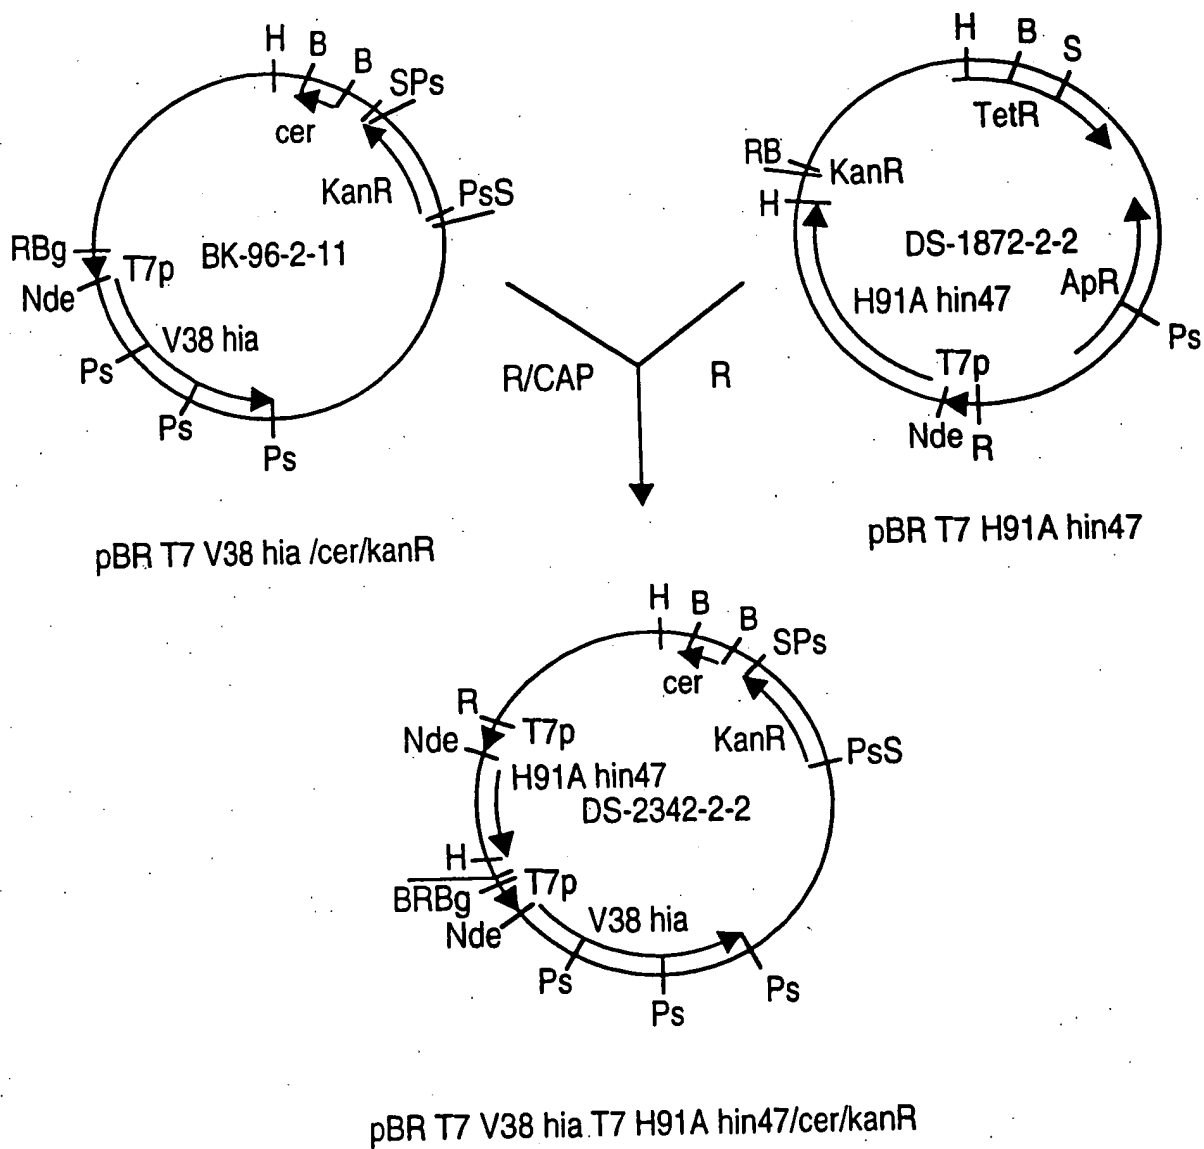 H B B SPs
cer
KanR PsS
RBg T7p BK-96-2-11
Nde
V38 hia
Ps
Ps
Ps
pBR T7 V38 hia /cer/kanR
H B S
TetR
RB KanR
H
DS-1872-2-2
H91A hin47 ApR
Ps
T7p
Nde R
pBR T7 H91A hin47
R/CAP R
H B B SPs
cer
R T7p KanR PsS
Nde
H91A hin47
DS-2342-2-2
H T7p
BRBg
Nde V38 hia
Ps
Ps
Ps
pBR T7 V38 hia T7 H91A hin47/cer/kanR